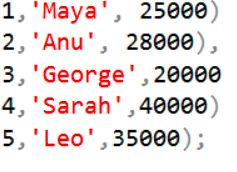 1,'Maya', 25000)
2,'Anu', 28000),
3,'George',20000
4,'Sarah',40000)
5,'Leo',35000);